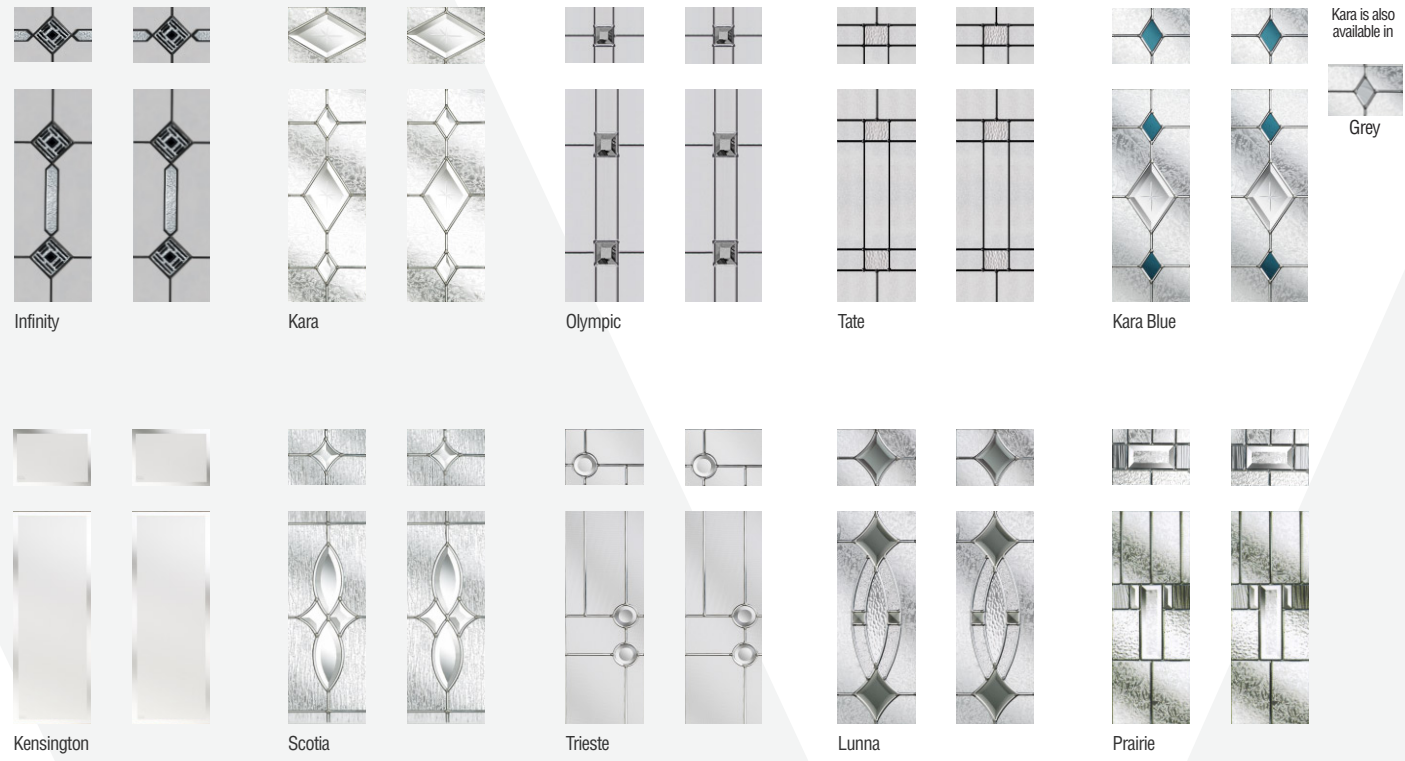 Kara is also
available in
Grey
Infinity
Kara
Olympic
Tate
Kara Blue
Kensington
Scotia
Trieste
Lunna
Prairie